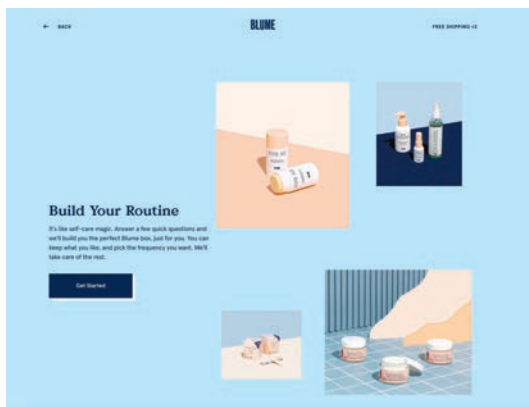 ← BACK
BLUME
FREE SHIPPING
Build Your Routine
It's like self-care magic. Answer a few quick questions and
we'll build you the perfect Blume box, just for you. You can
keep what you like, and pick the frequency you want. We'll
take care of the rest.
Get Started